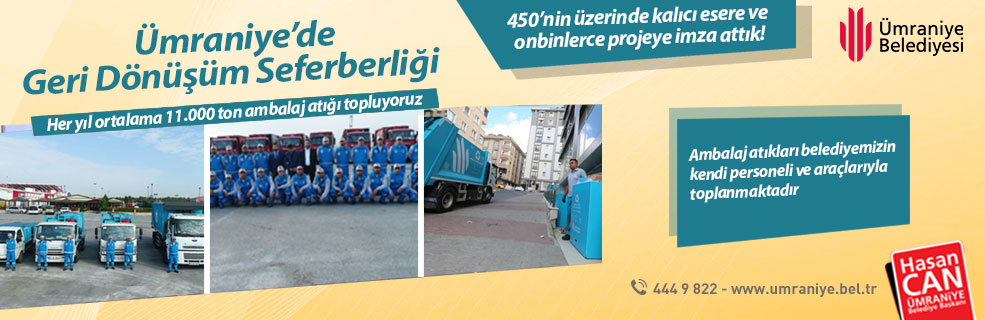 Ümraniye’de
Geri Dönüşüm Seferberliği
Her yıl ortalama 11.000 ton ambalaj atığı topluyoruz
450’nin üzerinde kalıcı esere ve
onbinlerce projeye imza attık!
Ümraniye
Belediyesi
Ambalaj atıkları belediyemizin
kendi personeli ve araçlarıyla
toplanmaktadır
444 9 822 - www.umraniye.bel.tr
Hasan
CAN
ÜMRANİYE
Belediye Başkanı